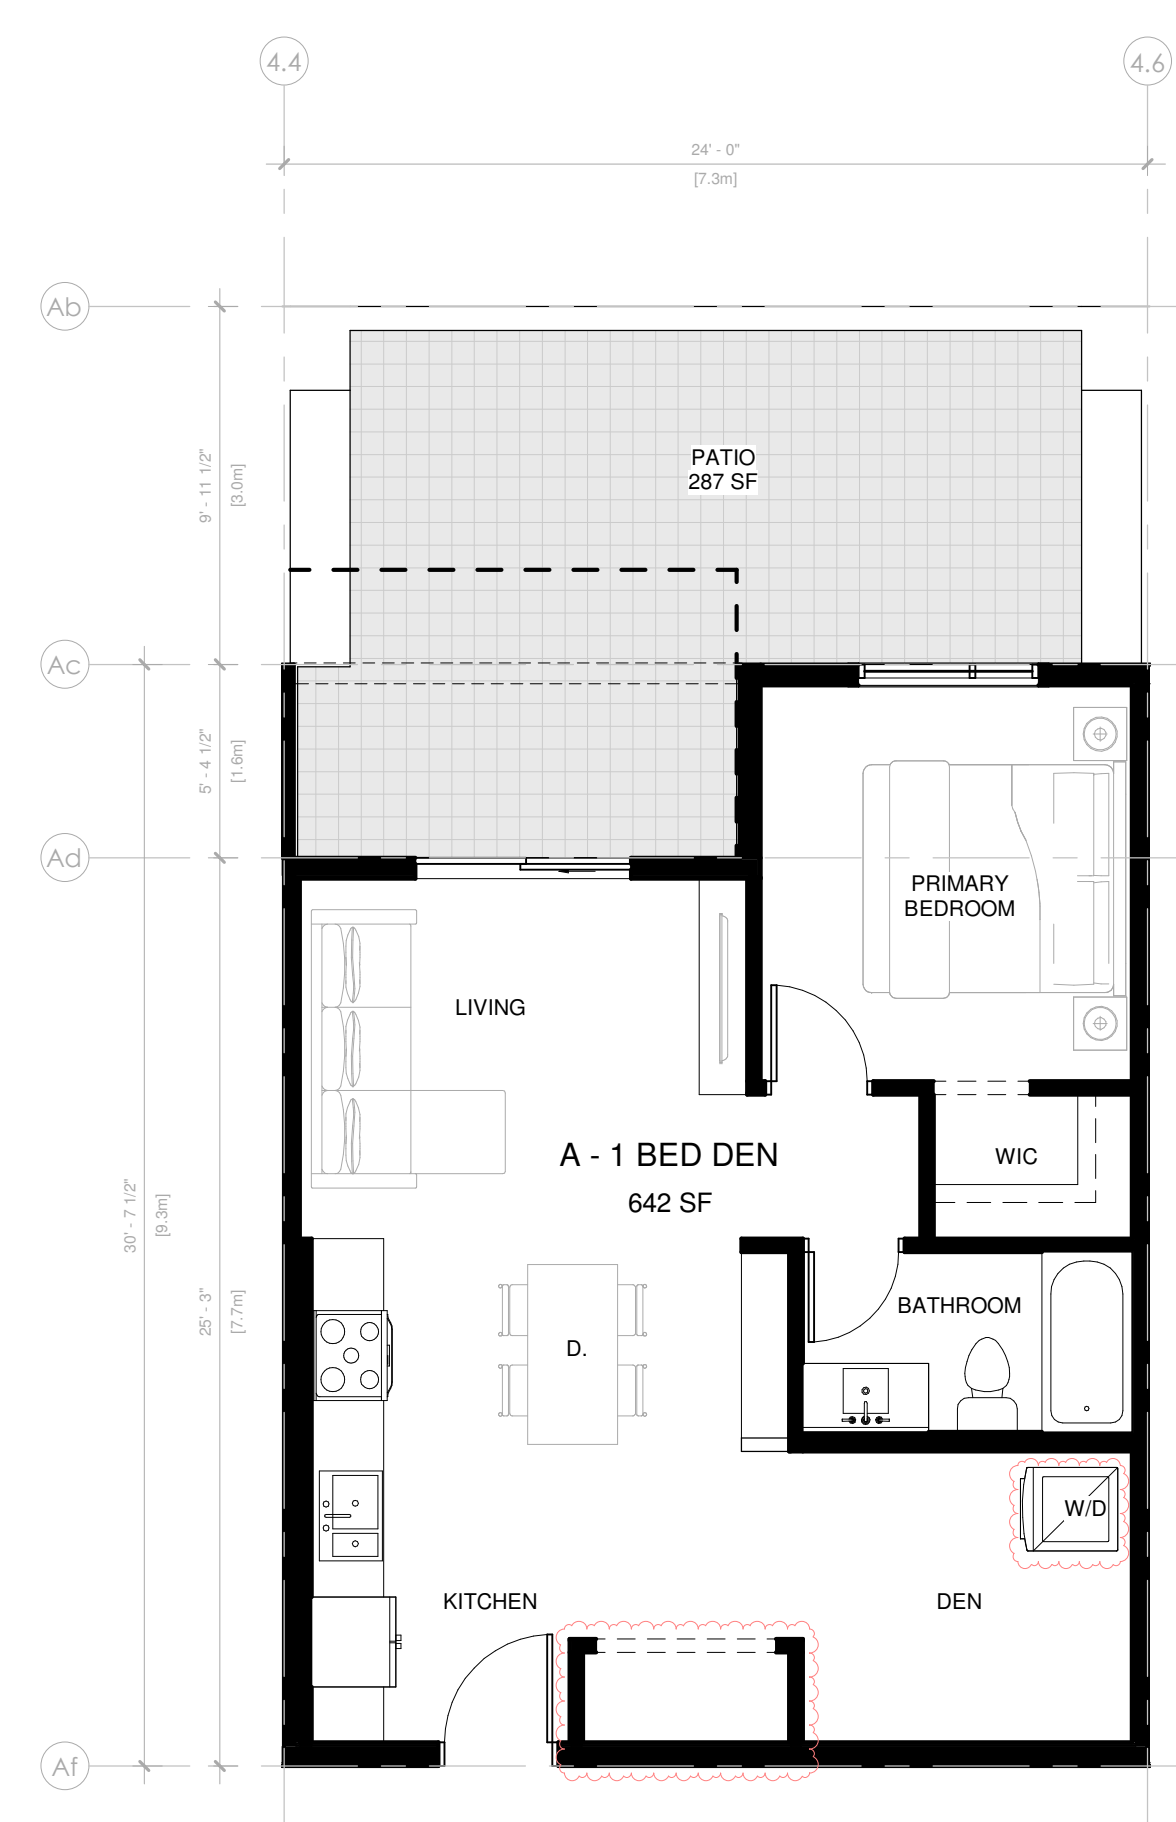 4.4
4.6
24' - 0"
[7.3m]
Ab
9' - 11 1/2"
[3.0m]
PATIO
287 SF
Ac
5' - 4 1/2"
[1.6m]
Ad
PRIMARY
BEDROOM
LIVING
A - 1 BED DEN
642 SF
WIC
30' - 7 1/2"
[9.3m]
25' - 3"
[7.7m]
BATHROOM
D.
W/D
KITCHEN
DEN
Af